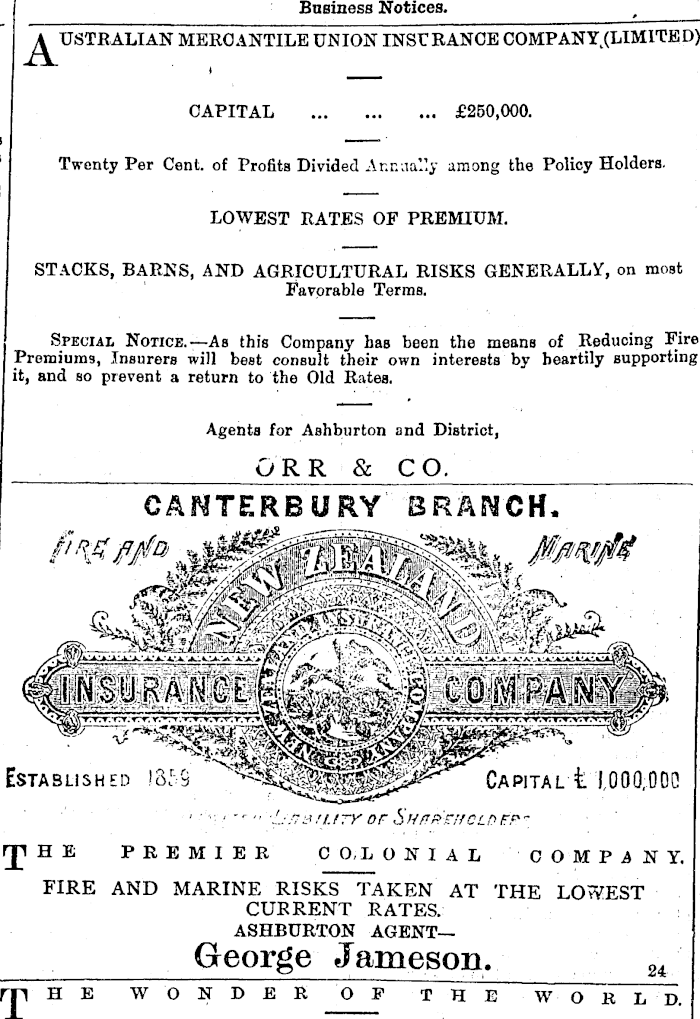 Business Notices.
AUSTRALIAN MERCANTILE UNION INSURANCE COMPANY, (LIMITED)
CAPITAL ... ... ... £250,000.
Twenty Per Cent. of Profits Divided Annually among the Policy Holders.
LOWEST RATES OF PREMIUM.
STACKS, BARNS, AND AGRICULTURAL RISKS GENERALLY, on most
Favorable Terms.
SPECIAL NOTICE.—As this Company has been the means of Reducing Fire
Premiums, Insurers will best consult their own interests by heartily supporting
it, and so prevent a return to the Old Rates.
Agents for Ashburton and District,
ORR & CO.
CANTERBURY BRANCH.
FIRE AND MARINE
NEW ZEALAND
INSURANCE COMPANY
NEW ZEALAND INSURANCE COMPANY
ESTABLISHED 1859 CAPITAL £ 1,000,000
LIABILITY OF SHAREHOLDERS
THE PREMIER COLONIAL COMPANY.
FIRE AND MARINE RISKS TAKEN AT THE LOWEST
CURRENT RATES.
ASHBURTON AGENT—
George Jameson.
24
THE WONDER OF THE WORLD.